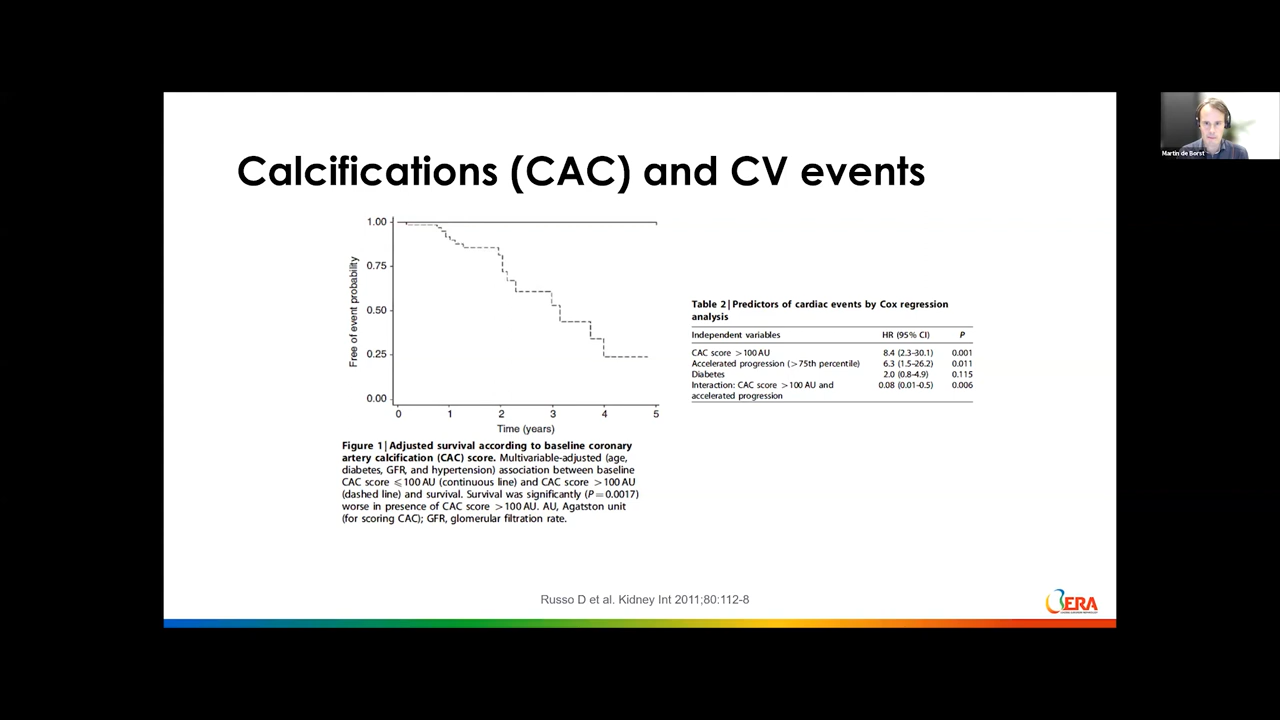 Martin de Borst
Calcifications (CAC) and CV events
1.00
0.75
0.50
0.25
0.00
Free of event probability
0 1 2 3 4 5
Time (years)
Figure 1|Adjusted survival according to baseline coronary
artery calcification (CAC) score. Multivariable-adjusted (age,
diabetes, GFR, and hypertension) association between baseline
CAC score ⩽100 AU (continuous line) and CAC score >100 AU
(dashed line) and survival. Survival was significantly (P=0.0017)
worse in presence of CAC score >100 AU. AU, Agatston unit
(for scoring CAC); GFR, glomerular filtration rate.
Table 2|Predictors of cardiac events by Cox regression
analysis
Independent variables HR (95% CI) P
CAC score >100 AU 8.4 (2.3–30.1) 0.001
Accelerated progression (>75th percentile) 6.3 (1.5–26.2) 0.011
Diabetes 2.0 (0.8–4.9) 0.115
Interaction: CAC score >100 AU and 0.08 (0.01–0.5) 0.006
accelerated progression
Russo D et al. Kidney Int 2011;80:112-8
ERA